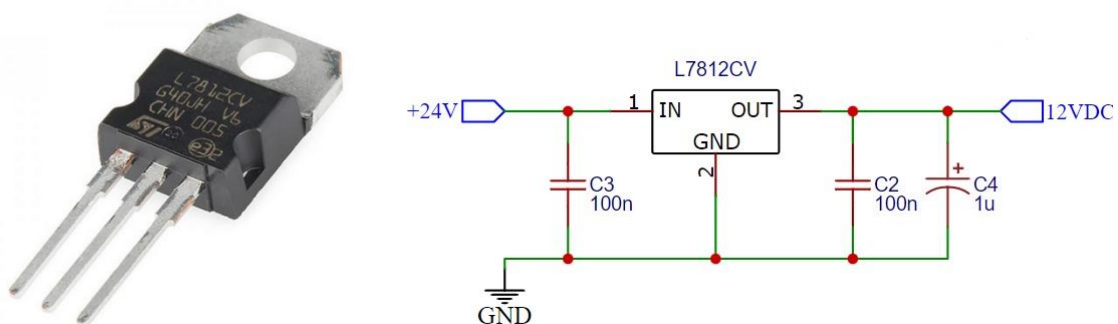 L7812CV
G40JH V6
CHN 005
ST
e3
L7812CV
+24V
1
IN
OUT
3
12VDC
GND
2
C3
100n
C2
100n
+
C4
1u
GND